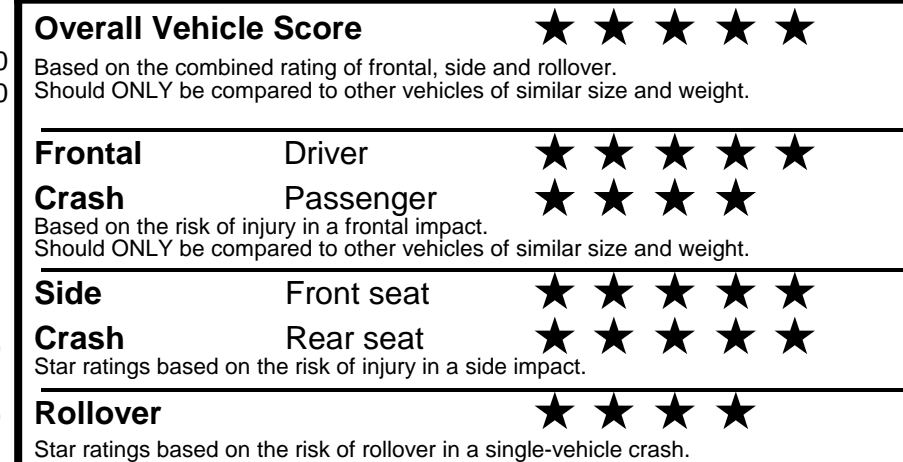 Overall Vehicle Score ★ ★ ★ ★ ★
0 Based on the combined rating of frontal, side and rollover.
0 Should ONLY be compared to other vehicles of similar size and weight.
Frontal Driver ★ ★ ★ ★ ★
Crash Passenger ★ ★ ★ ★
Based on the risk of injury in a frontal impact.
Should ONLY be compared to other vehicles of similar size and weight.
Side Front seat ★ ★ ★ ★ ★
Crash Rear seat ★ ★ ★ ★ ★
Star ratings based on the risk of injury in a side impact.
Rollover ★ ★ ★ ★
Star ratings based on the risk of rollover in a single-vehicle crash.